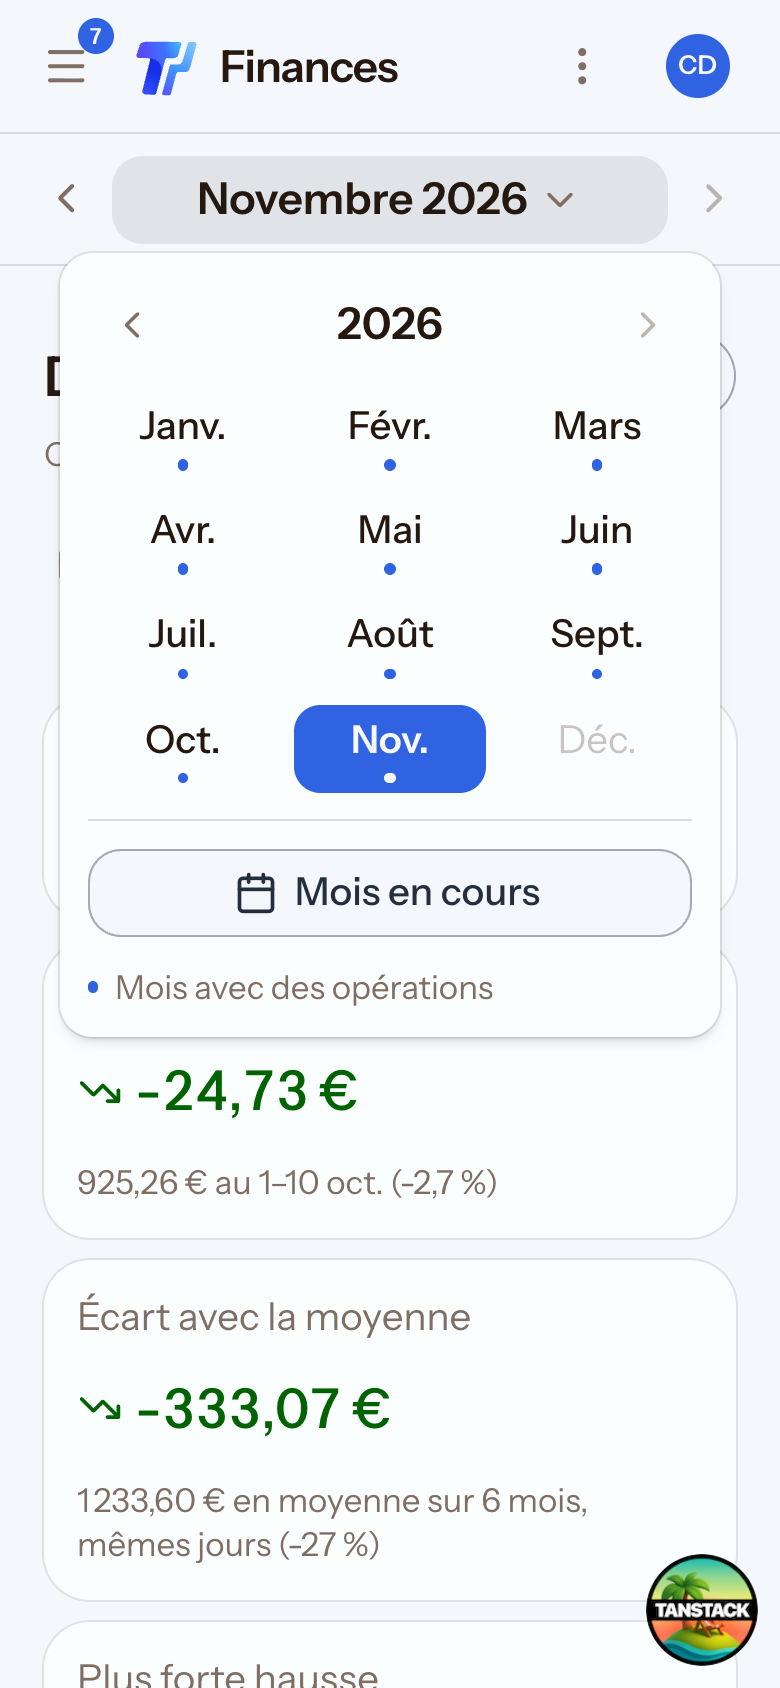 7
Finances
CD
Novembre 2026
2026
Janv. Févr. Mars
Avr. Mai Juin
Juil. Août Sept.
Oct. Nov. Déc.
Mois en cours
Mois avec des opérations
-24,73 €
925,26 € au 1–10 oct. (-2,7 %)
Écart avec la moyenne
-333,07 €
1 233,60 € en moyenne sur 6 mois,
mêmes jours (-27 %)
TANSTACK
Plus forte hausse